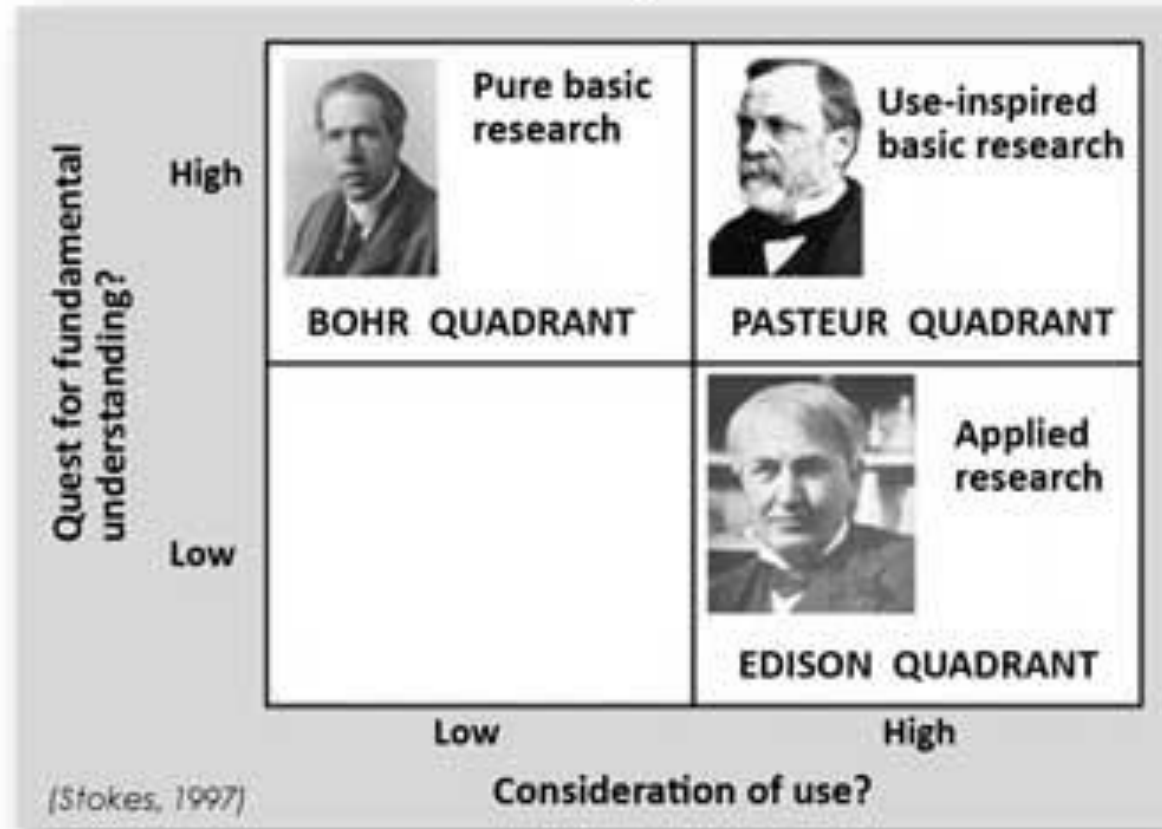 Quest for fundamental
understanding?
High
Low
Pure basic
research
BOHR QUADRANT
Use-inspired
basic research
PASTEUR QUADRANT
Applied
research
EDISON QUADRANT
Low
High
Consideration of use?
(Stokes, 1997)